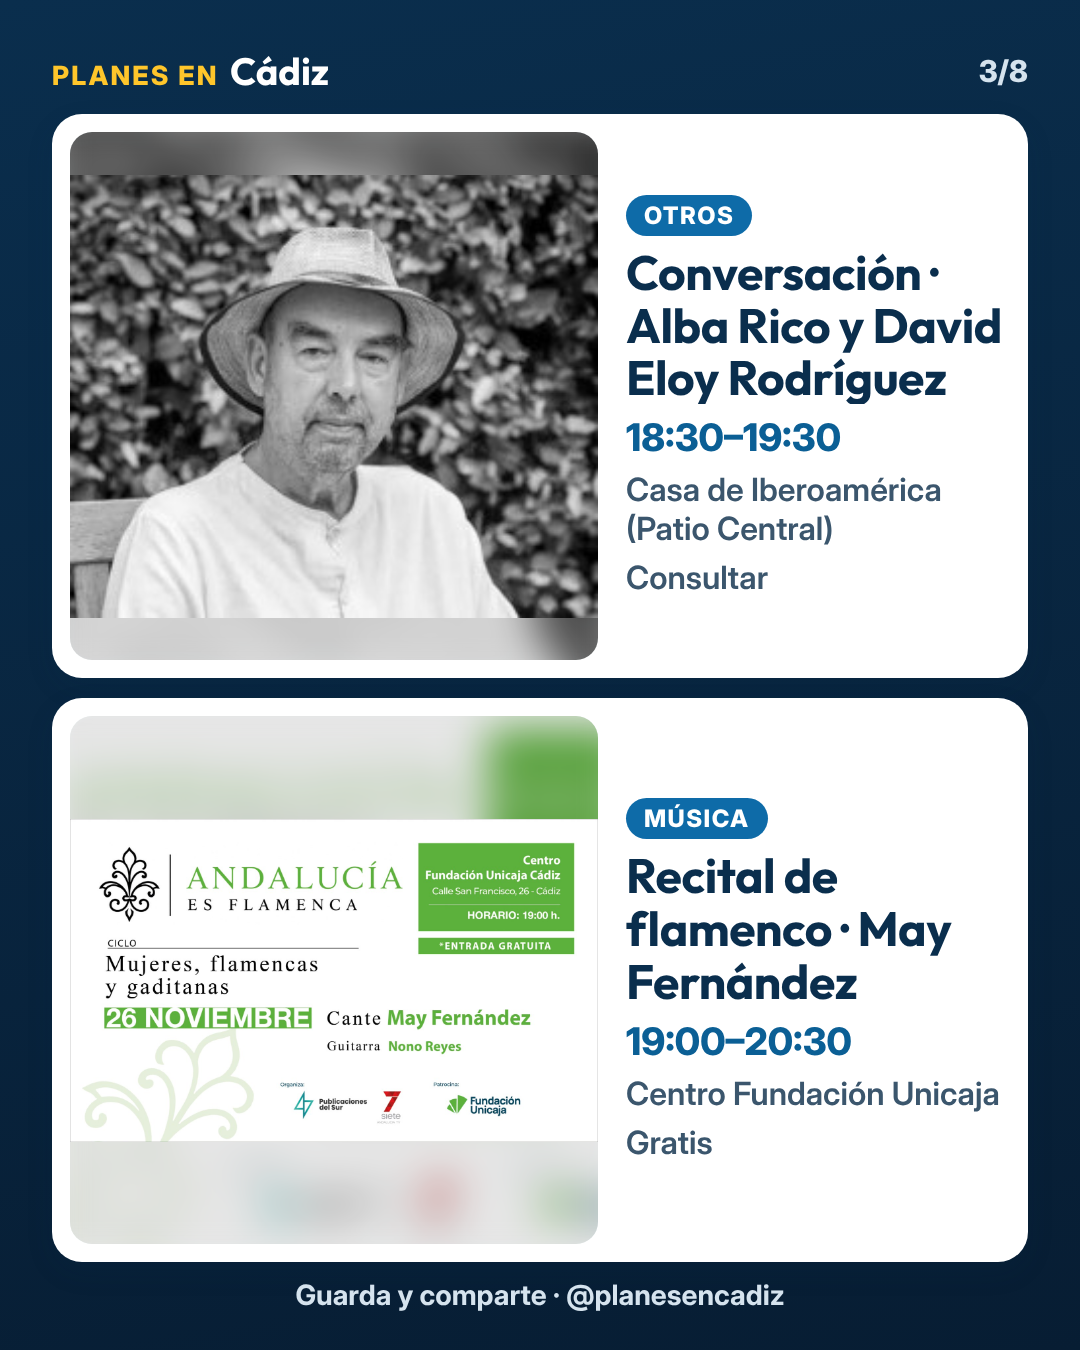 PLANES EN Cádiz
3/8
OTROS
Conversación ·
Alba Rico y David
Eloy Rodríguez
18:30–19:30
Casa de Iberoamérica
(Patio Central)
Consultar
ANDALUCÍA
ES FLAMENCA
Centro
Fundación Unicaja Cádiz
Calle San Francisco, 26 - Cádiz
HORARIO: 19:00 h.
*ENTRADA GRATUITA
CICLO
Mujeres, flamencas
y gaditanas
26 NOVIEMBRE
Cante May Fernández
Guitarra Nono Reyes
Organiza:
Publicaciones
del Sur
7
siete
Patrocina:
Fundación
Unicaja
MÚSICA
Recital de
flamenco · May
Fernández
19:00–20:30
Centro Fundación Unicaja
Gratis
Guarda y comparte · @planesencadiz